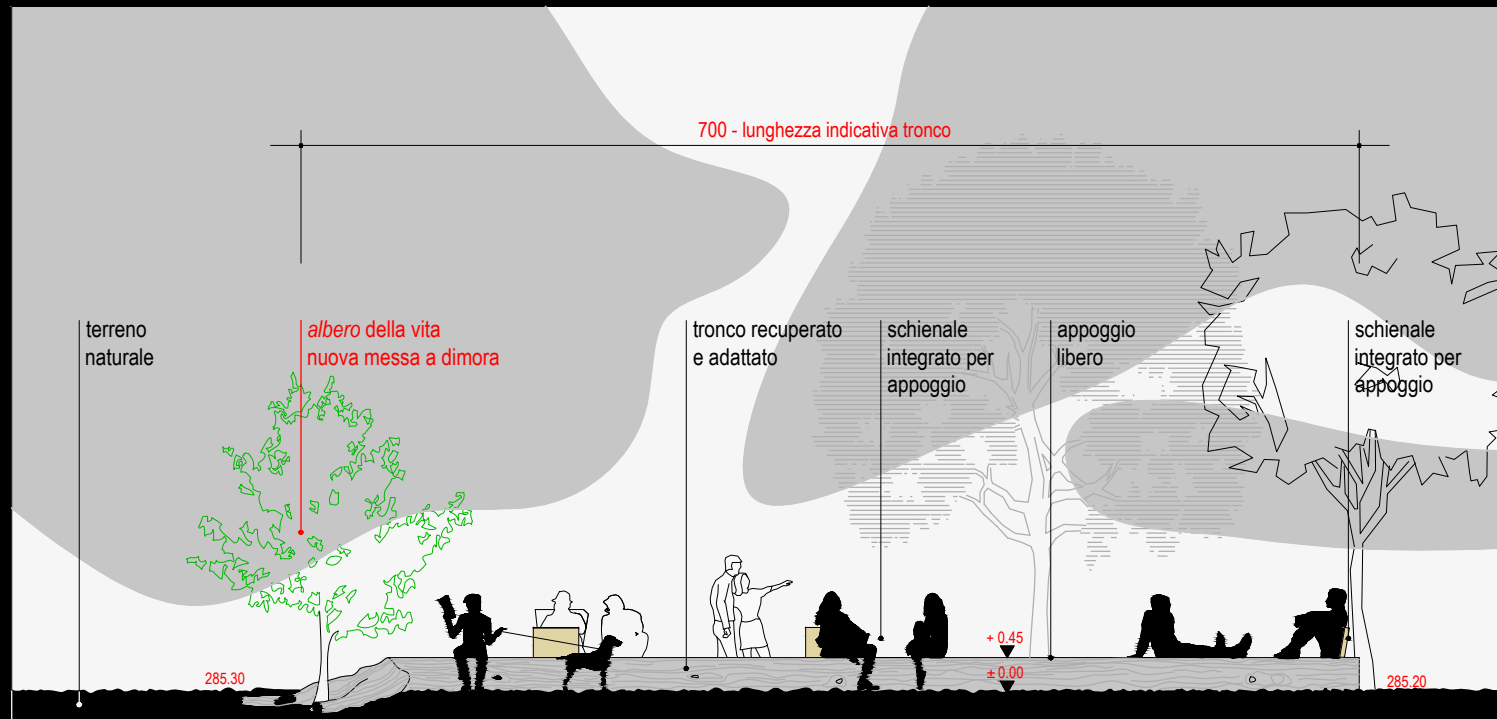 700 - lunghezza indicativa tronco
terreno
naturale
albero della vita
nuova messa a dimora
tronco recuperato
e adattato
schienale
integrato per
appoggio
appoggio
libero
schienale
integrato per
appoggio
+ 0.45
± 0.00
285.30
285.20